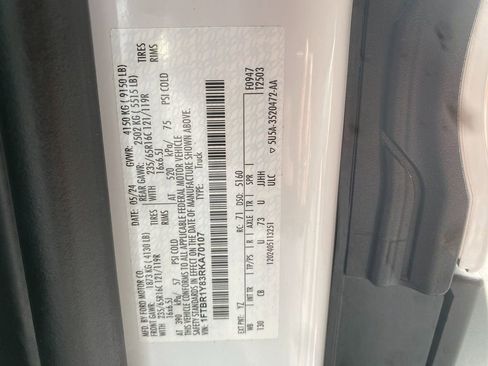 MFD BY FORD MOTOR CO.
DATE: 05/24 GVWR: 4150 KG ( 9150 LB)
FRONT GAWR: 1873 KG ( 4130 LB) REAR GAWR: 2502 KG ( 5515 LB)
235/65R16C 121/119R TIRES 235/65R16C 121/119R TIRES
16x6.5J RIMS 16x6.5J RIMS
AT 390 kPa/ 57 PSI COLD AT 520 kPa/ 75 PSI COLD
THIS VEHICLE CONFORMS TO ALL APPLICABLE FEDERAL MOTOR VEHICLE
SAFETY STANDARDS IN EFFECT ON THE DATE OF MANUFACTURE SHOWN ABOVE.
1FTBR1Y83RKA70107 TYPE: Truck
F0947
T2503
EXT PNT: YZ RC: 71 DSO: 5160
WB TP/PS R AXLE TR SPR
130 CB U 73 U JJHH
ULC
1202405113251
5U5A-3520472-AA